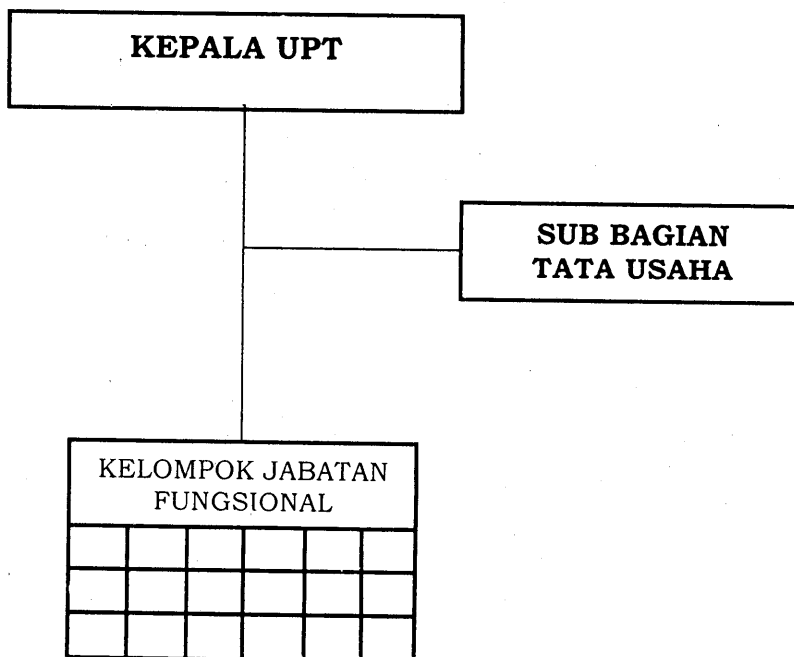 KEPALA UPT
SUB BAGIAN
TATA USAHA
KELOMPOK JABATAN
FUNGSIONAL